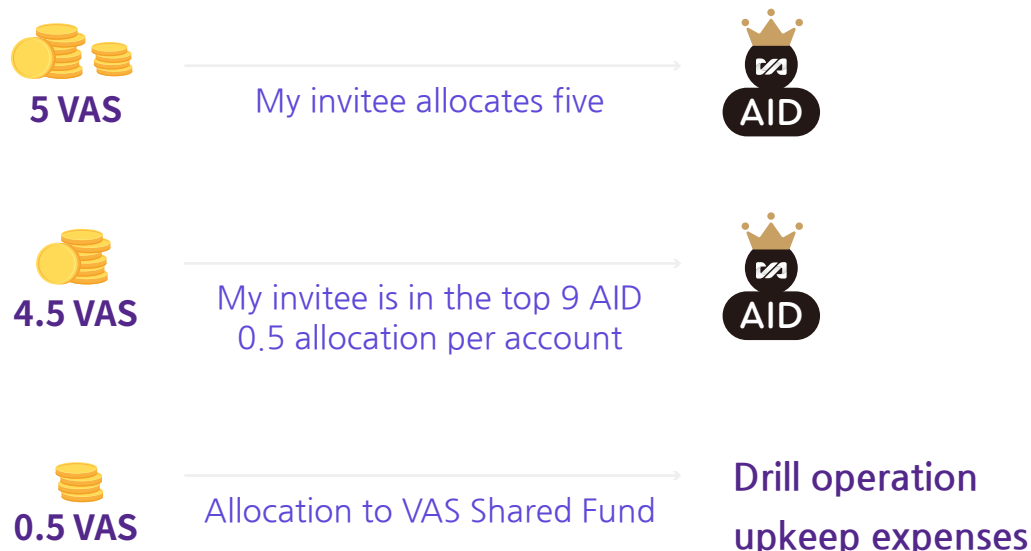 5 VAS
My invitee allocates five
AID
4.5 VAS
My invitee is in the top 9 AID
0.5 allocation per account
AID
0.5 VAS
Allocation to VAS Shared Fund
Drill operation
upkeep expenses